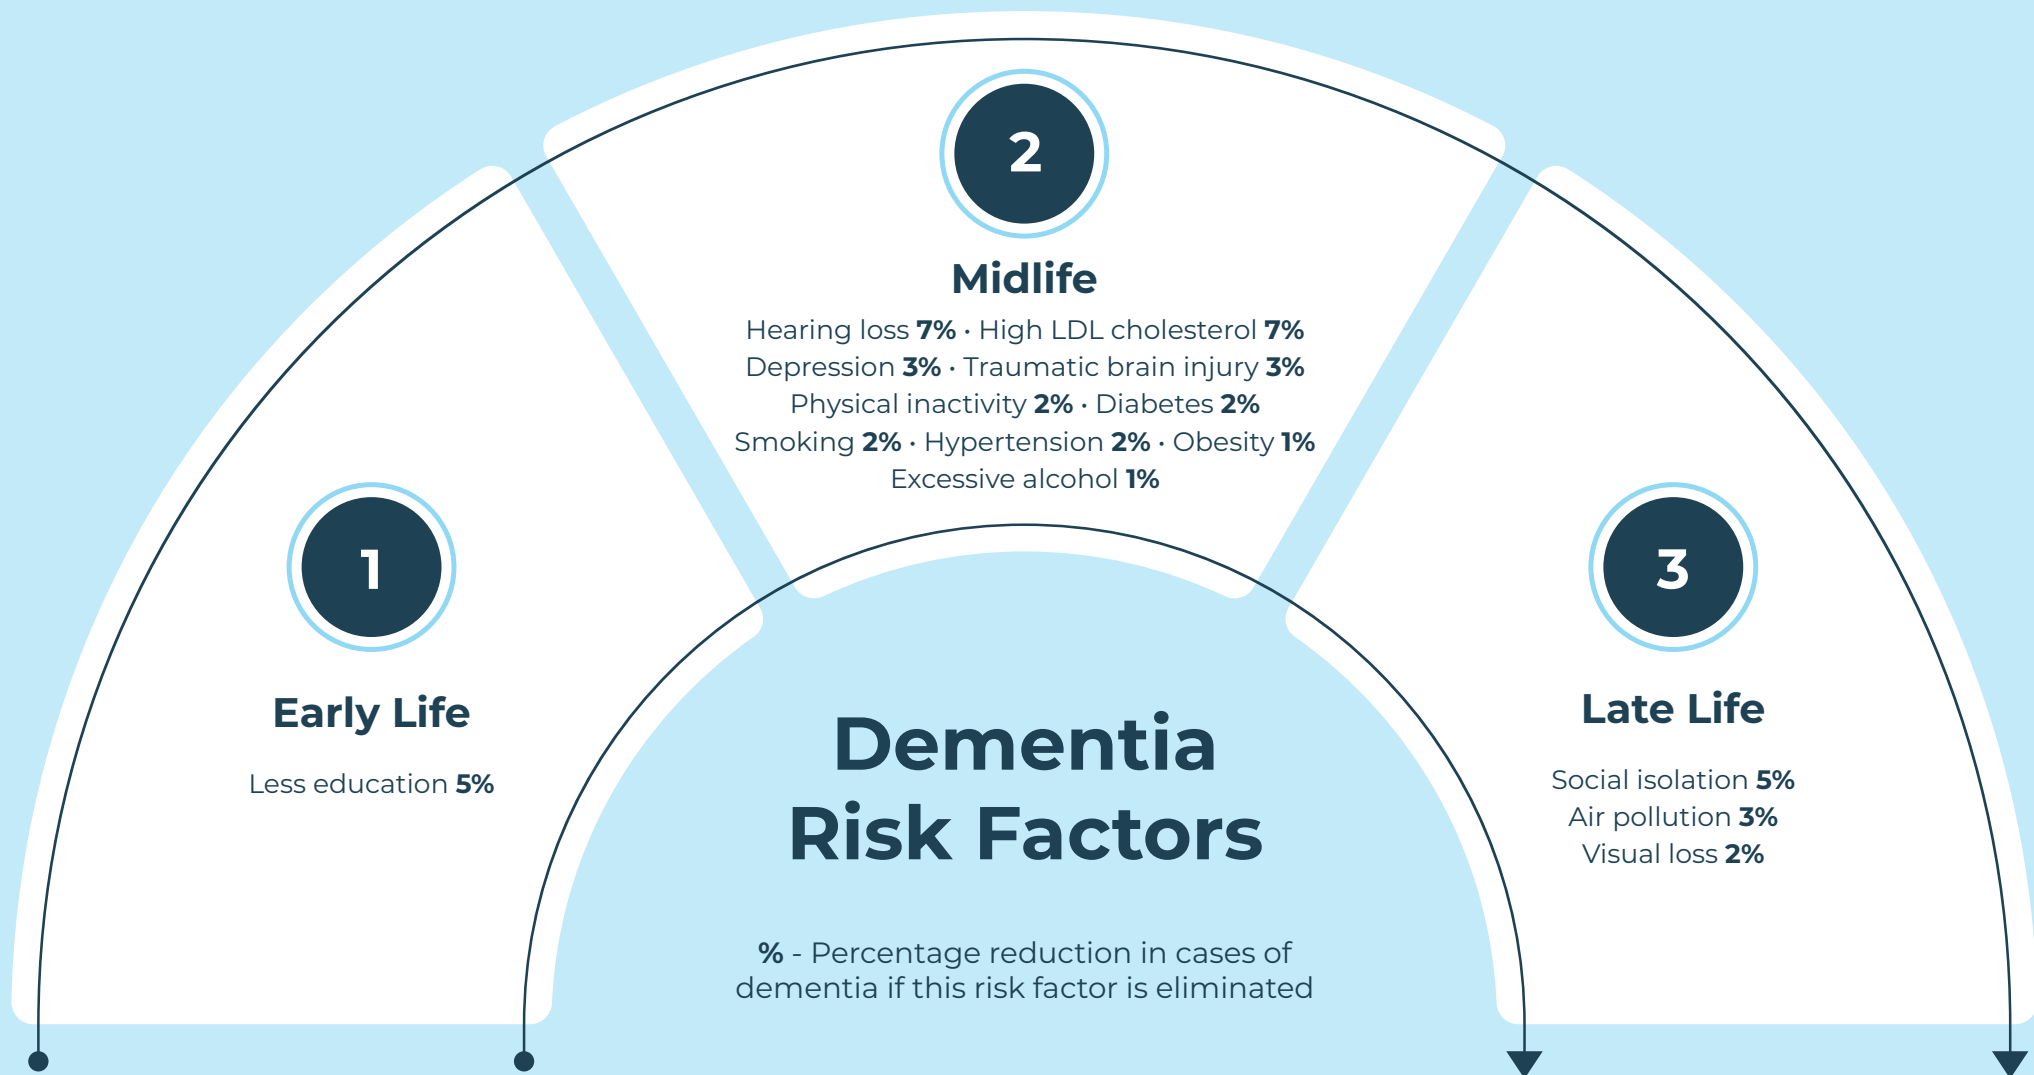 1
Early Life
Less education 5%
2
Midlife
Hearing loss 7% · High LDL cholesterol 7%
Depression 3% · Traumatic brain injury 3%
Physical inactivity 2% · Diabetes 2%
Smoking 2% · Hypertension 2% · Obesity 1%
Excessive alcohol 1%
3
Late Life
Social isolation 5%
Air pollution 3%
Visual loss 2%
Dementia
Risk Factors
% - Percentage reduction in cases of
dementia if this risk factor is eliminated